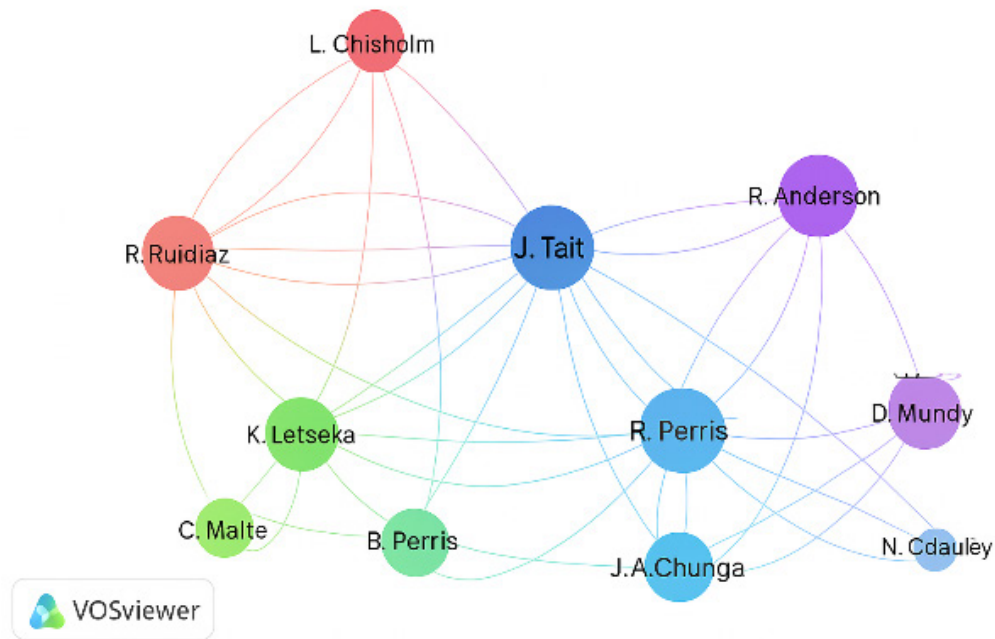 L. Chisholm
R. Anderson
R. Ruidiaz
J. Tait
D. Mundy
K. Letseka
R. Perris
C. Malte
B. Perris
N. Cdauley
J.A.Chunga
VOSviewer